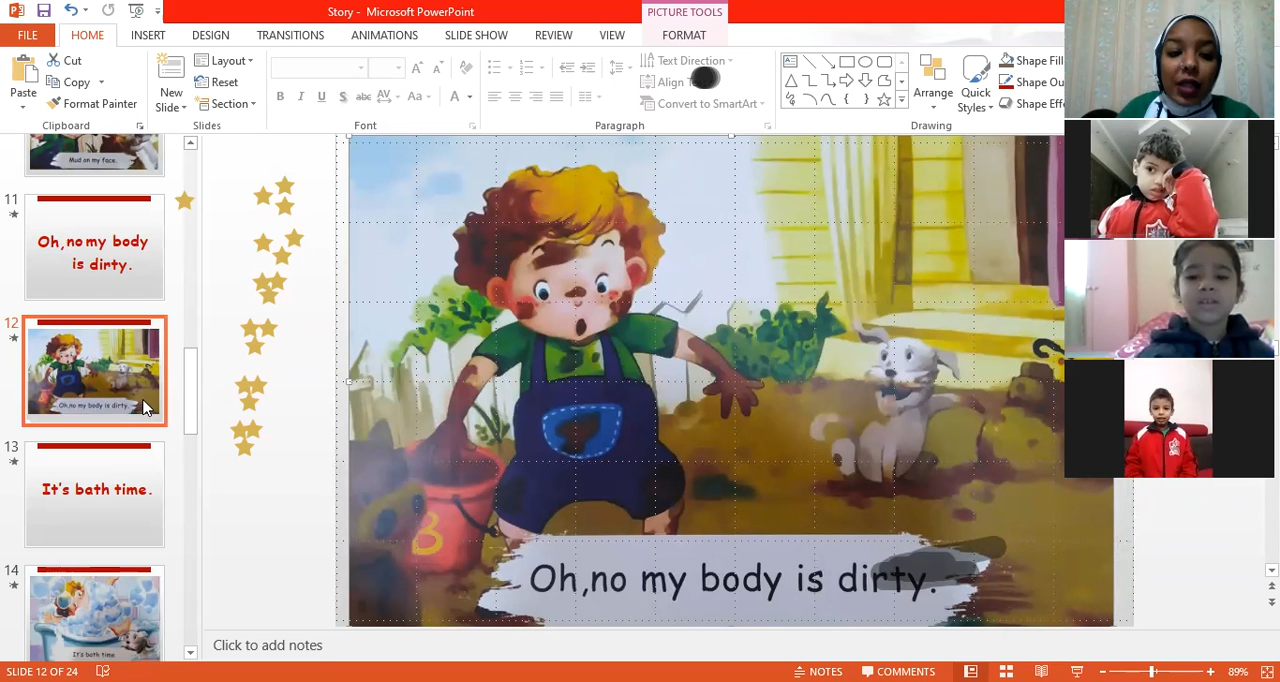 Story - Microsoft PowerPoint
PICTURE TOOLS
FILE
HOME
INSERT
DESIGN
TRANSITIONS
ANIMATIONS
SLIDE SHOW
REVIEW
VIEW
FORMAT
Paste
Cut
Copy
Format Painter
Clipboard
New
Slide
Layout
Reset
Section
Slides
B I U S abc AV Aa A
Font
Text Direction
Align
Convert to SmartArt
Paragraph
Arrange
Quick
Styles
Shape Fill
Shape Ou
Shape Eff
Drawing
Mud on my face.
11
Oh,no my body
is dirty.
12
Oh,no my body is dirty.
13
It's bath time.
14
It's bath time.
B
Oh,no my body is dirty.
Click to add notes
SLIDE 12 OF 24
NOTES
COMMENTS
89%